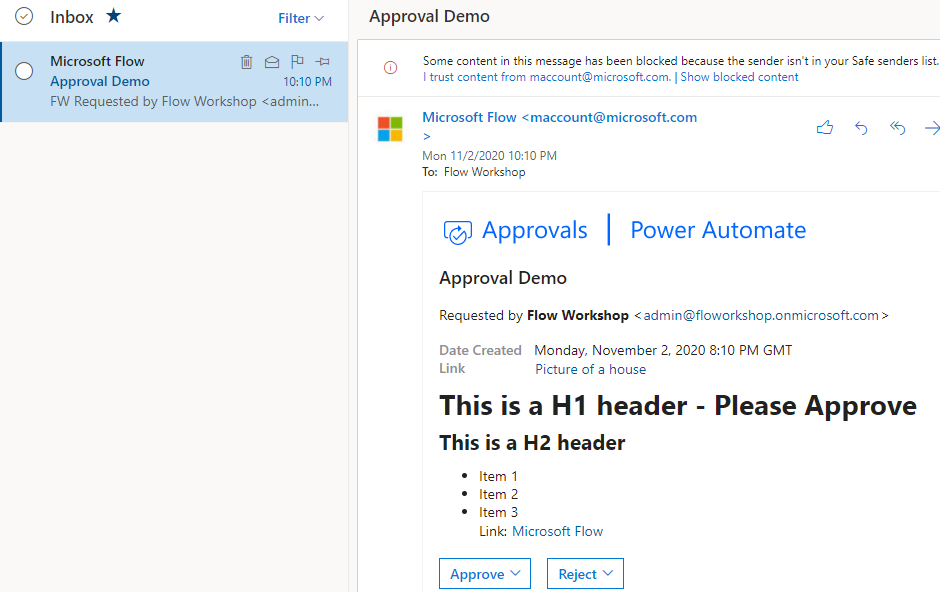 Inbox
Filter
Microsoft Flow
Approval Demo
10:10 PM
FW Requested by Flow Workshop <admin...
Approval Demo
Some content in this message has been blocked because the sender isn't in your Safe senders list.
I trust content from maccount@microsoft.com. | Show blocked content
Microsoft Flow <maccount@microsoft.com
>
Mon 11/2/2020 10:10 PM
To: Flow Workshop
Approvals | Power Automate
Approval Demo
Requested by Flow Workshop <admin@floworkshop.onmicrosoft.com>
Date Created Monday, November 2, 2020 8:10 PM GMT
Link Picture of a house
This is a H1 header - Please Approve
This is a H2 header
• Item 1
• Item 2
• Item 3
Link: Microsoft Flow
Approve
Reject